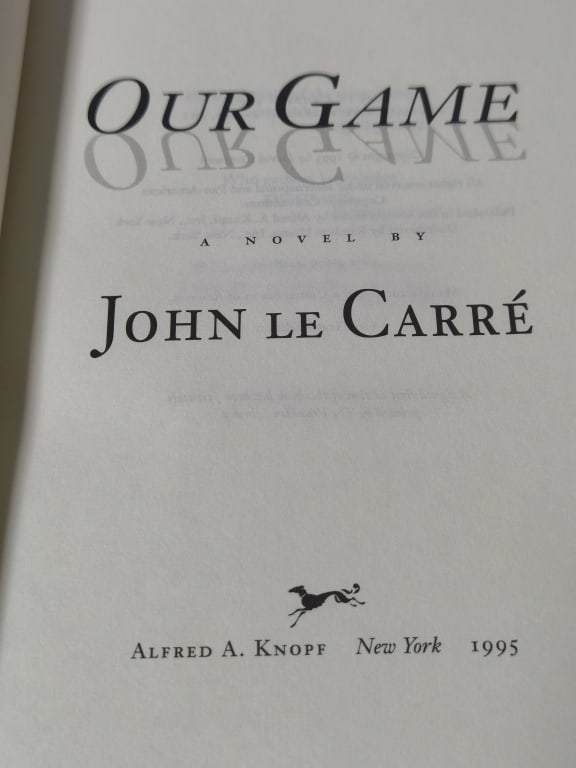 OUR GAME
A NOVEL BY
JOHN LE CARRÉ
ALFRED A. KNOPF New York 1995